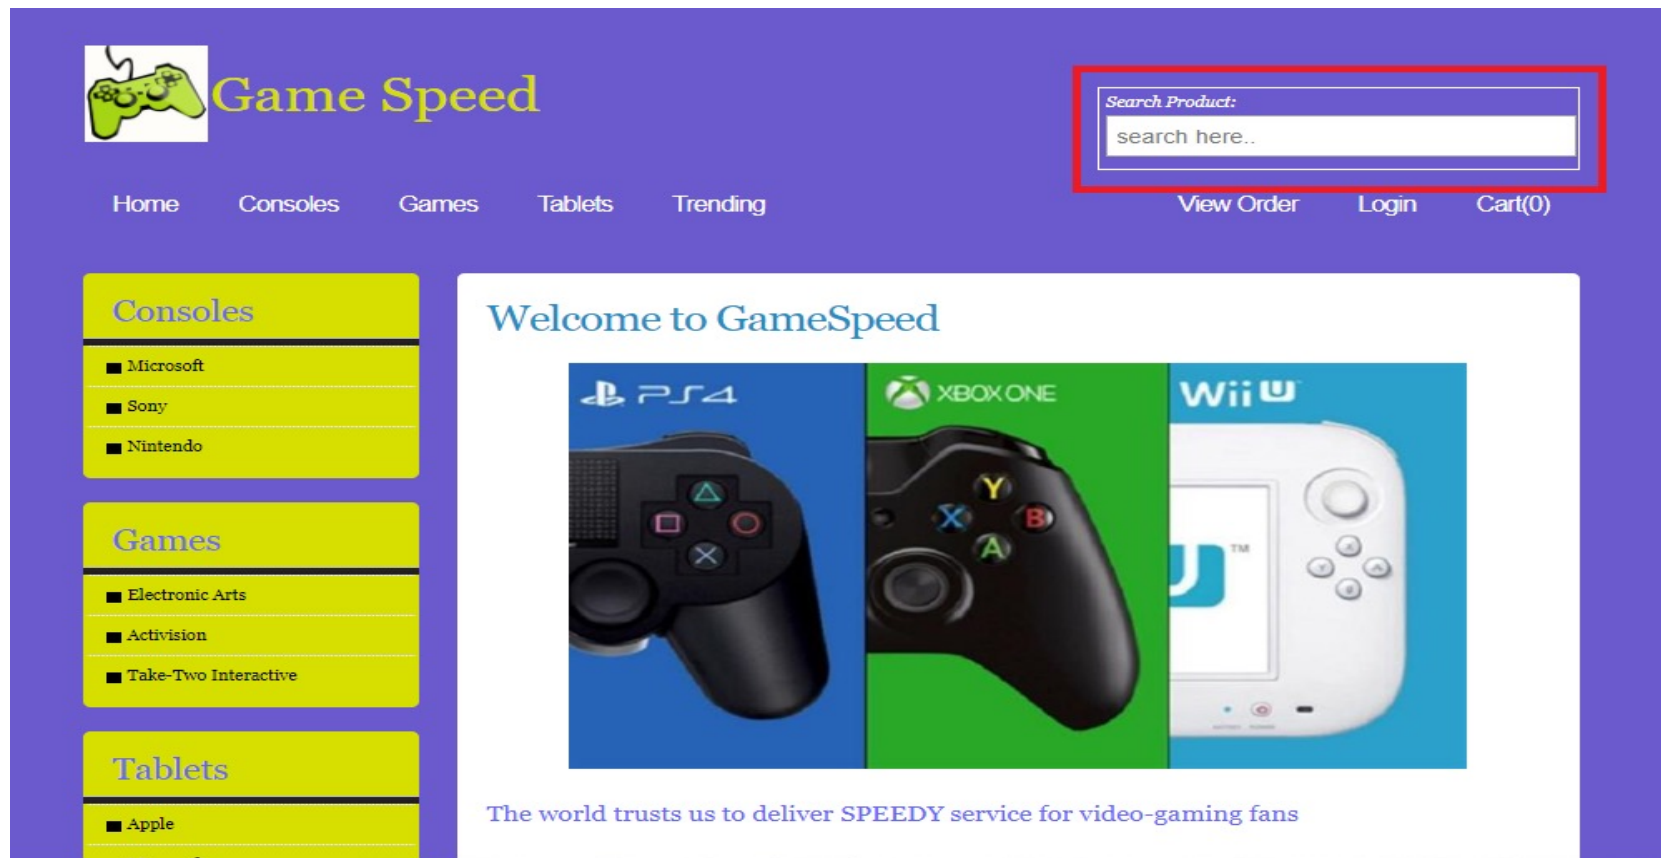 Game Speed
Search Product:
search here..
Home Consoles Games Tablets Trending
View Order Login Cart(0)
Consoles
Microsoft
Sony
Nintendo
Games
Electronic Arts
Activision
Take-Two Interactive
Tablets
Apple
Welcome to GameSpeed
PS4
XBOX ONE
Wii U
Y
X B
A
U ™
The world trusts us to deliver SPEEDY service for video-gaming fans